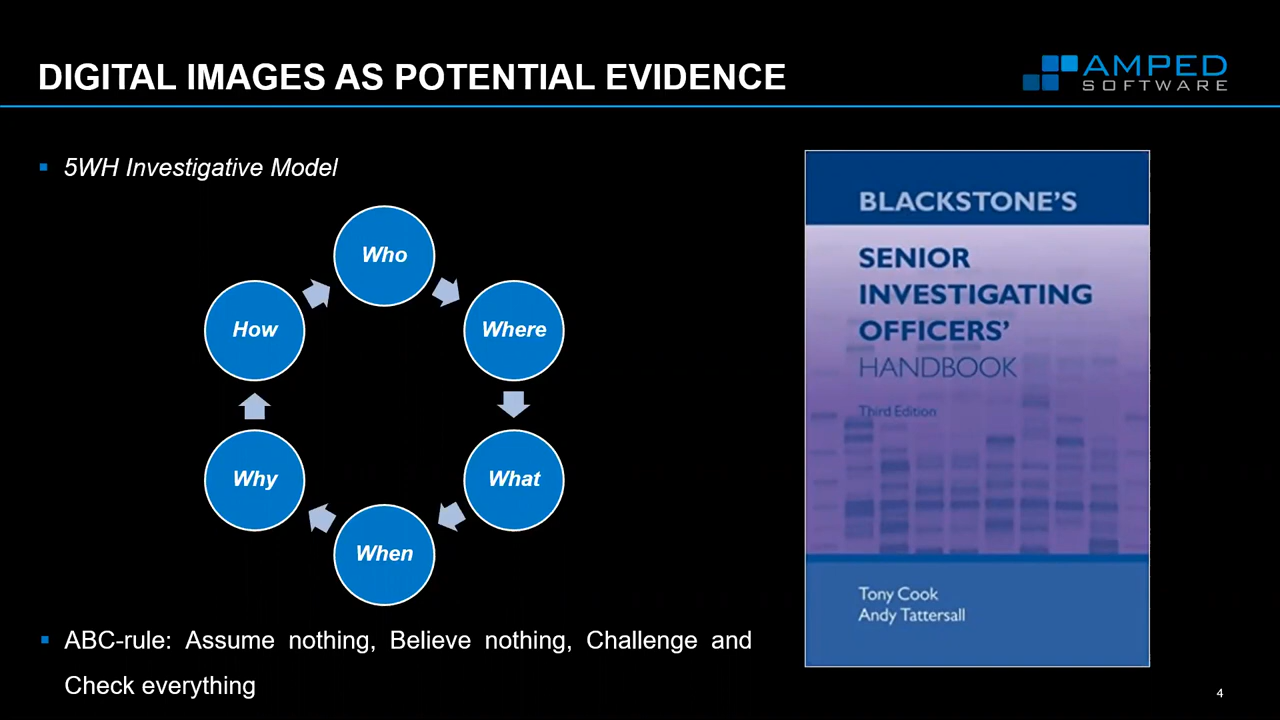 DIGITAL IMAGES AS POTENTIAL EVIDENCE
AMPED
SOFTWARE
5WH Investigative Model
Who
Where
What
When
Why
How
ABC-rule: Assume nothing, Believe nothing, Challenge and
Check everything
BLACKSTONE'S
SENIOR
INVESTIGATING
OFFICERS'
HANDBOOK
Third Edition
Tony Cook
Andy Tattersall
4